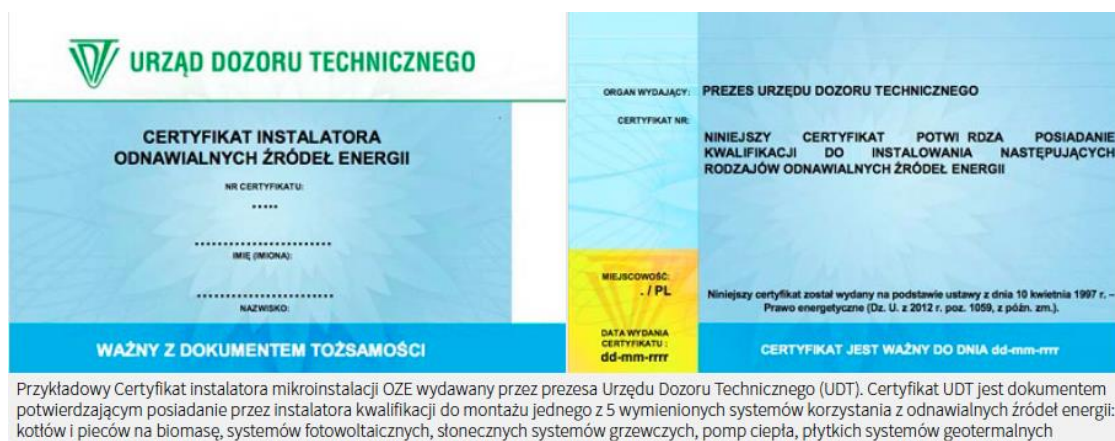 URZĄD DOZORU TECHNICZNEGO
CERTYFIKAT INSTALATORA
ODNAWIALNYCH ŹRÓDEŁ ENERGII
NR CERTYFIKATU:
.....
........................
IMIĘ (IMIONA):
........................
NAZWISKO:
WAŻNY Z DOKUMENTEM TOŻSAMOŚCI
ORGAN WYDAJĄCY: PREZES URZĘDU DOZORU TECHNICZNEGO
CERTYFIKAT NR:
NINIEJSZY CERTYFIKAT POTWI RDZA POSIADANIE
KWALIFIKACJI DO INSTALOWANIA NASTĘPUJĄCYCH
RODZAJÓW ODNAWIALNYCH ŹRÓDEŁ ENERGII
MIEJSCOWOŚĆ:
. / PL
Niniejszy certyfikat został wydany na podstawie ustawy z dnia 10 kwietnia 1997 r. –
Prawo energetyczne (Dz. U. z 2012 r. poz. 1059, z późn. zm.).
DATA WYDANIA
CERTYFIKATU :
dd-mm-rrrr
CERTYFIKAT JEST WAŻNY DO DNIA dd-mm-rrrr
Przykładowy Certyfikat instalatora mikroinstalacji OZE wydawany przez prezesa Urzędu Dozoru Technicznego (UDT). Certyfikat UDT jest dokumentem
potwierdzającym posiadanie przez instalatora kwalifikacji do montażu jednego z 5 wymienionych systemów korzystania z odnawialnych źródeł energii:
kotłów i pieców na biomasę, systemów fotowoltaicznych, słonecznych systemów grzewczych, pomp ciepła, płytkich systemów geotermalnych